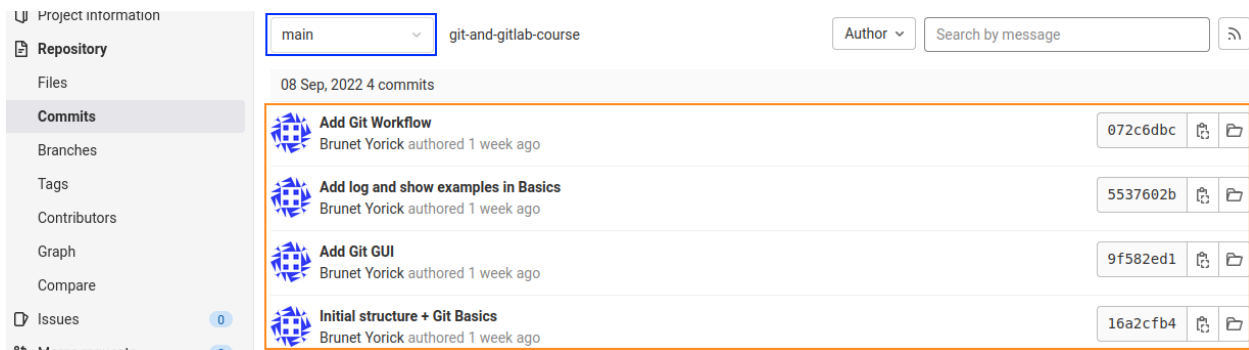 Project information
Repository
Files
Commits
Branches
Tags
Contributors
Graph
Compare
Issues 0
main git-and-gitlab-course Author Search by message
08 Sep, 2022 4 commits
Add Git Workflow
Brunet Yorick authored 1 week ago
072c6dbc
Add log and show examples in Basics
Brunet Yorick authored 1 week ago
5537602b
Add Git GUI
Brunet Yorick authored 1 week ago
9f582ed1
Initial structure + Git Basics
Brunet Yorick authored 1 week ago
16a2cfb4